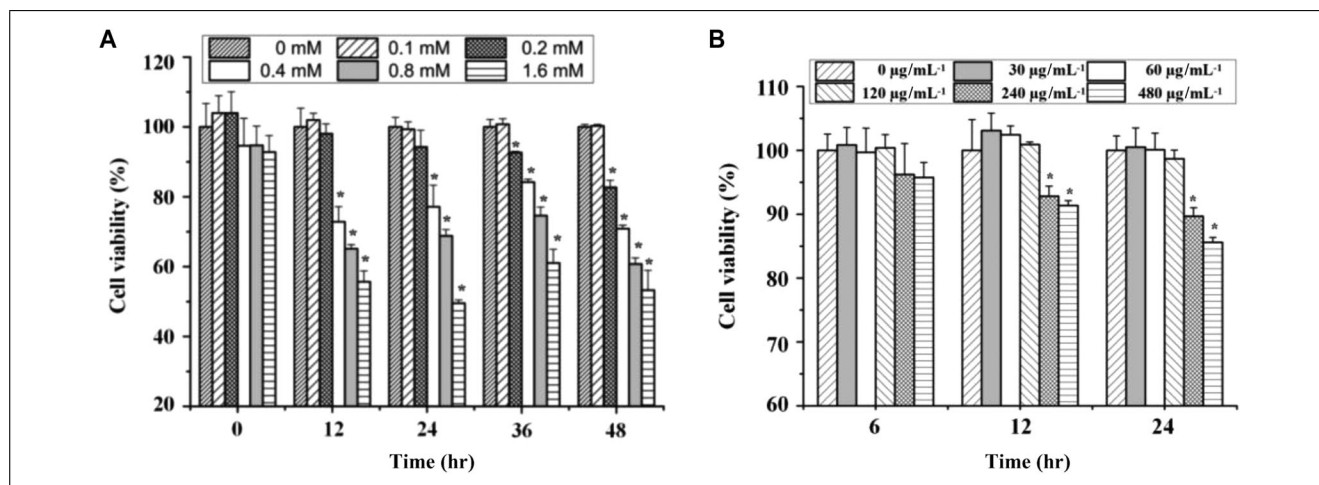 A
0 mM 0.1 mM 0.2 mM
0.4 mM 0.8 mM 1.6 mM
120
100
80
60
40
20
Cell viability (%)
* * *
* * *
* * * *
* * * *
0 12 24 36 48
Time (hr)
B
0 µg/mL-1 30 µg/mL-1 60 µg/mL-1
120 µg/mL-1 240 µg/mL-1 480 µg/mL-1
110
100
90
80
70
60
Cell viability (%)
* *
* *
6 12 24
Time (hr)